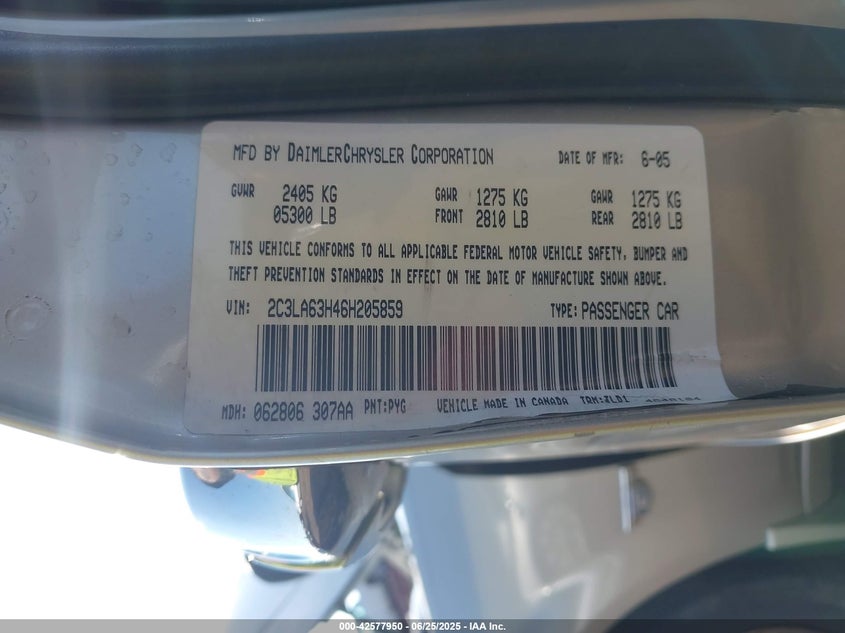 MFD BY DAIMLERCHRYSLER CORPORATION DATE OF MFR: 6-05
GVWR 2405 KG GAWR 1275 KG GAWR 1275 KG
05300 LB FRONT 2810 LB REAR 2810 LB
THIS VEHICLE CONFORMS TO ALL APPLICABLE FEDERAL MOTOR VEHICLE SAFETY, BUMPER AND
THEFT PREVENTION STANDARDS IN EFFECT ON THE DATE OF MANUFACTURE SHOWN ABOVE.
VIN: 2C3LA63H46H205859 TYPE: PASSENGER CAR
MDH: 062806 307AA PNT: PYG VEHICLE MADE IN CANADA TRM:
000-42577950 - 06/25/2025 - IAA Inc.